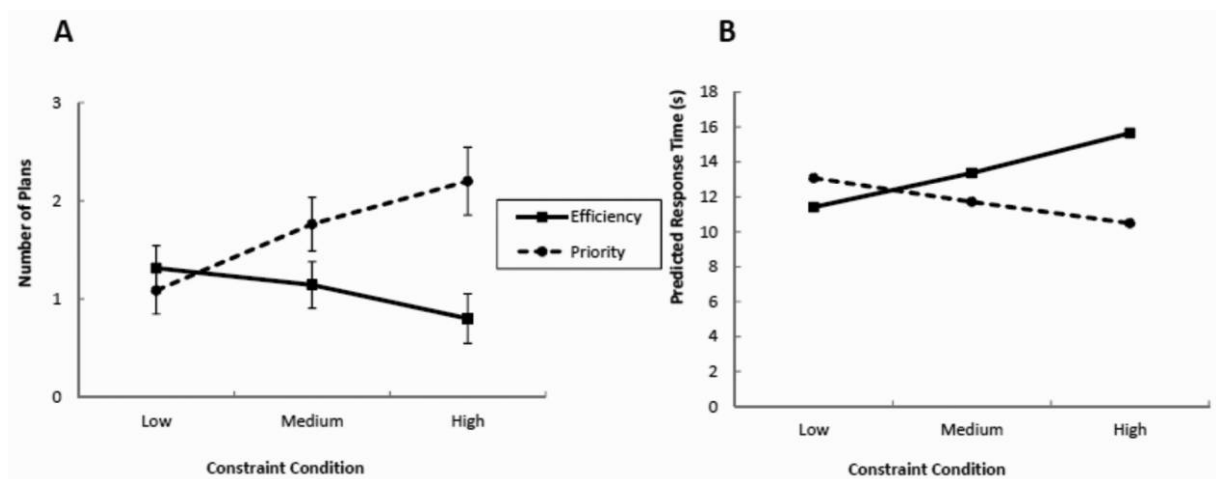 A
3
2
1
0
Number of Plans
Low
Medium
High
Constraint Condition
Efficiency
Priority
B
18
16
14
12
10
8
6
4
2
0
Predicted Response Time (s)
Low
Medium
High
Constraint Condition